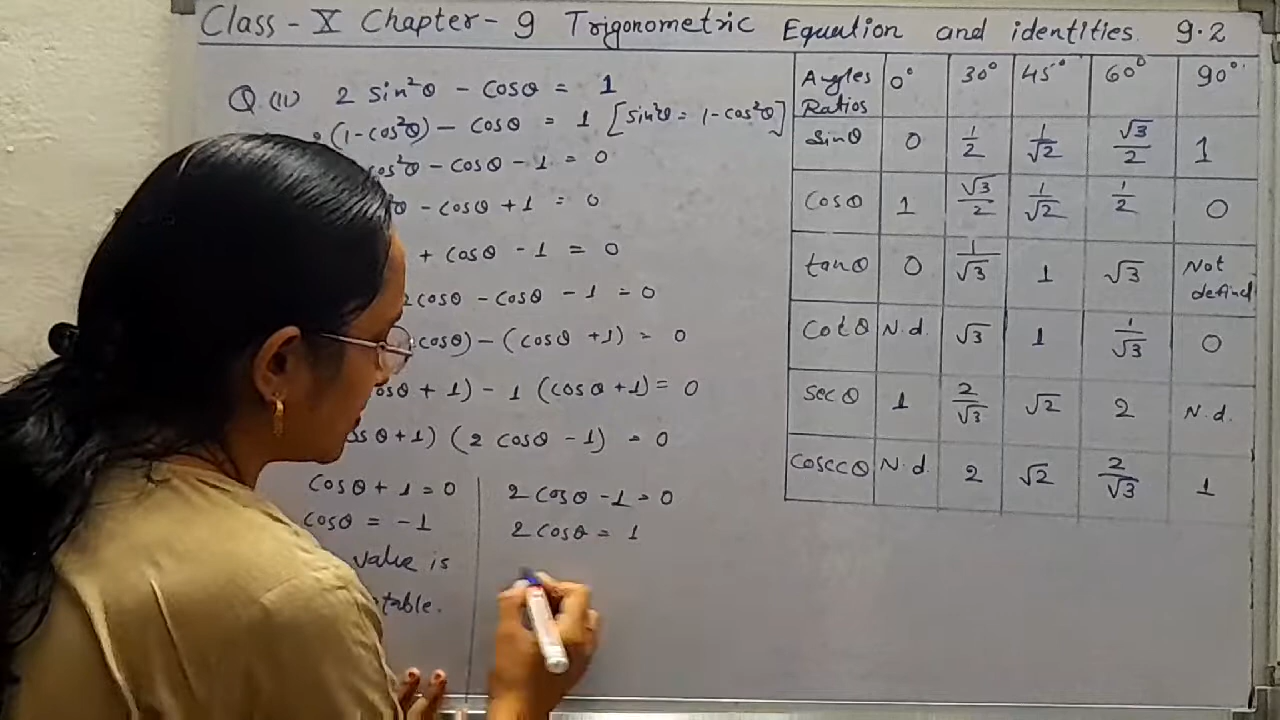 Class - X Chapter - 9 Trigonometric Equation and identities. 9.2
Q (11) 2 sin²θ - cosθ = 1
(1-cos²θ) - cosθ = 1 [sin²θ = 1-cos²θ]
cos²θ - cosθ - 1 = 0
θ - cosθ + 1 = 0
+ cosθ - 1 = 0
2cosθ - cosθ - 1 = 0
cosθ) - (cosθ + 1) = 0
osθ + 1) - 1 (cosθ + 1) = 0
os θ + 1) (2 cosθ - 1) = 0
cosθ + 1 = 0
cosθ = -1
value is
table.
2 cosθ - 1 = 0
2 cosθ = 1
Angles Ratios 0° 30° 45° 60° 90°
sinθ 0 1/2 1/√2 √3/2 1
cosθ 1 √3/2 1/√2 1/2 0
tanθ 0 1/√3 1 √3 Not defined
cotθ N.d. √3 1 1/√3 0
secθ 1 2/√3 √2 2 N.d.
cosecθ N.d. 2 √2 2/√3 1